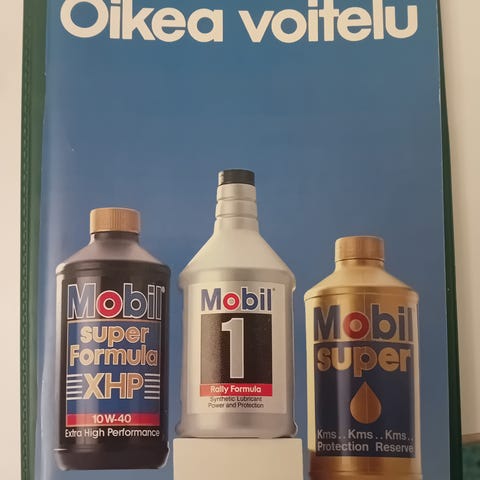 Oikea voitelu
Mobil
super
Formula
XHP
10W-40
Extra High Performance
Mobil
1
Rally Formula
Synthetic Lubricant
Power and Protection
Mobil
super
Kms.. Kms... Kms...
Protection Reserve